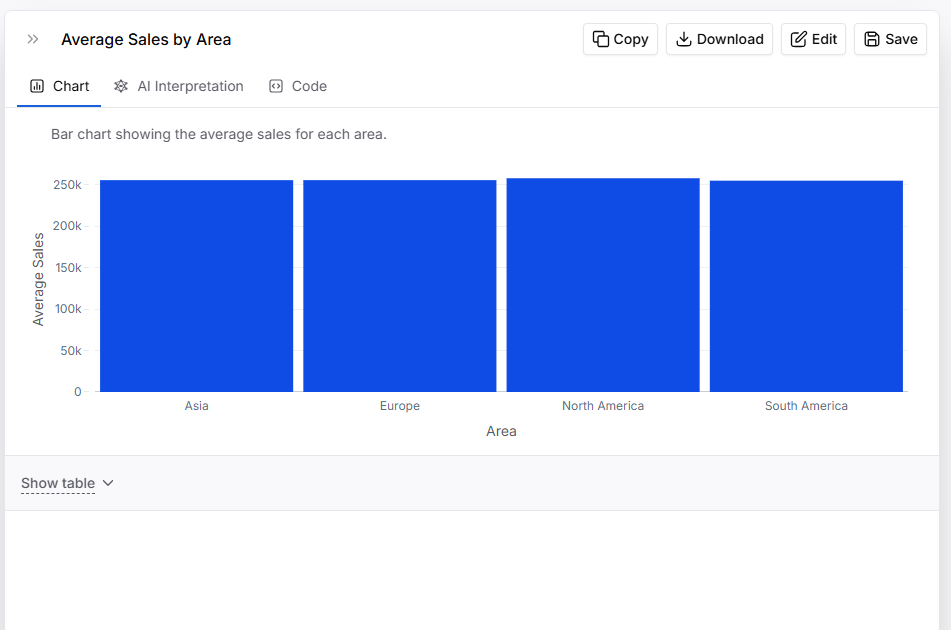 Average Sales by Area
Copy
Download
Edit
Save
Chart
AI Interpretation
Code
Bar chart showing the average sales for each area.
250k
200k
150k
100k
50k
0
Average Sales
Asia
Europe
North America
South America
Area
Show table